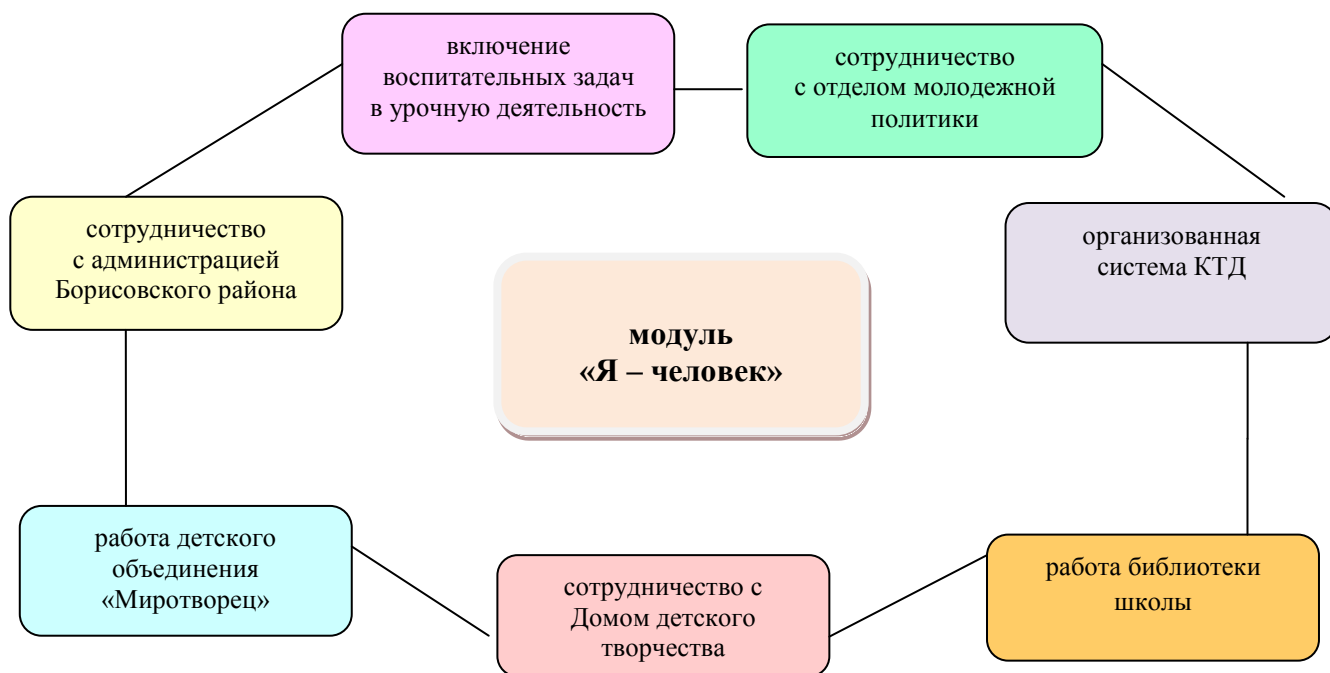 включение
воспитательных задач
в урочную деятельность
сотрудничество
с отделом молодежной
политики
сотрудничество
с администрацией
Борисовского района
организованная
система КТД
модуль
«Я – человек»
работа детского
объединения
«Миротворец»
сотрудничество с
Домом детского
творчества
работа библиотеки
школы